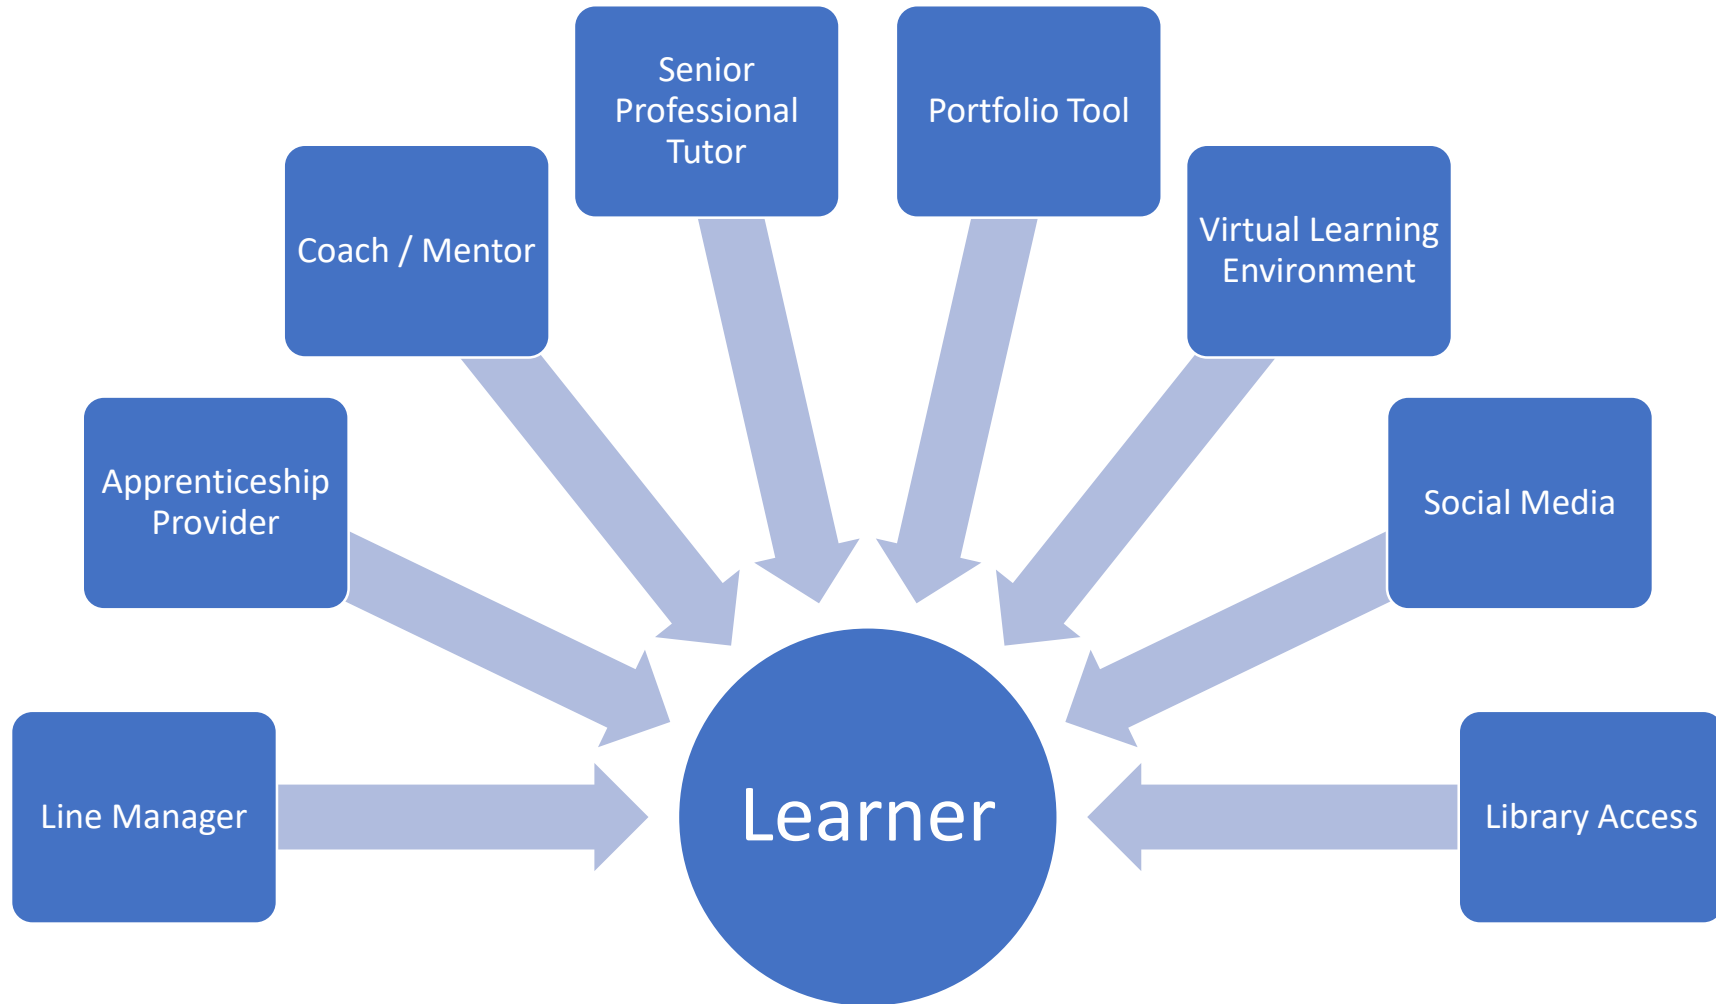 Senior
Professional
Tutor
Portfolio Tool
Coach / Mentor
Virtual Learning
Environment
Apprenticeship
Provider
Social Media
Line Manager
Learner
Library Access